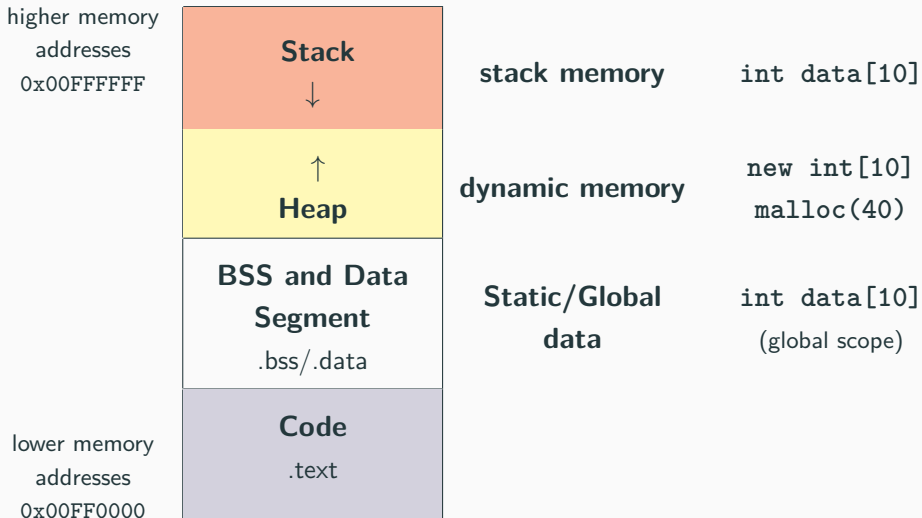 higher memory
addresses
0x00FFFFFF
Stack
↓
stack memory
int data[10]
↑
Heap
dynamic memory
new int[10]
malloc(40)
BSS and Data
Segment
.bss/.data
Static/Global
data
int data[10]
(global scope)
Code
.text
lower memory
addresses
0x00FF0000